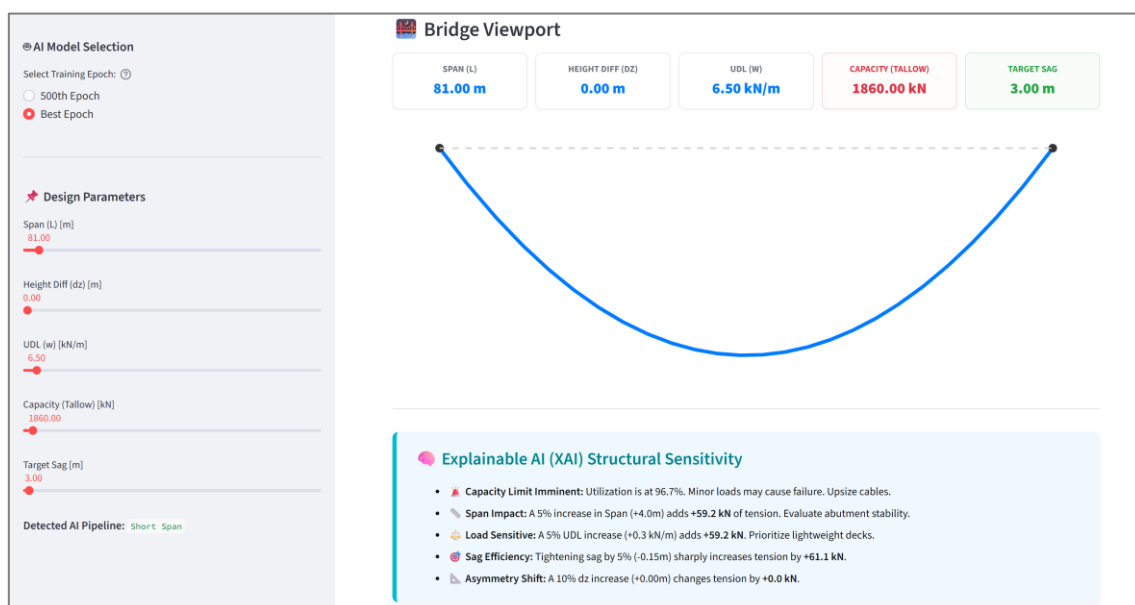 AI Model Selection
Select Training Epoch:
500th Epoch
Best Epoch
Design Parameters
Span (L) [m]
81.00
Height Diff (dz) [m]
0.00
UDL (w) [kN/m]
6.50
Capacity (Tallow) [kN]
1860.00
Target Sag [m]
3.00
Detected AI Pipeline: Short Span
Bridge Viewport
SPAN (L)
81.00 m
HEIGHT DIFF (DZ)
0.00 m
UDL (W)
6.50 kN/m
CAPACITY (TALLOW)
1860.00 kN
TARGET SAG
3.00 m
Explainable AI (XAI) Structural Sensitivity
Capacity Limit Imminent: Utilization is at 96.7%. Minor loads may cause failure. Upsize cables.
Span Impact: A 5% increase in Span (+4.0m) adds +59.2 kN of tension. Evaluate abutment stability.
Load Sensitive: A 5% UDL increase (+0.3 kN/m) adds +59.2 kN. Prioritize lightweight decks.
Sag Efficiency: Tightening sag by 5% (-0.15m) sharply increases tension by +61.1 kN.
Asymmetry Shift: A 10% dz increase (+0.00m) changes tension by +0.0 kN.